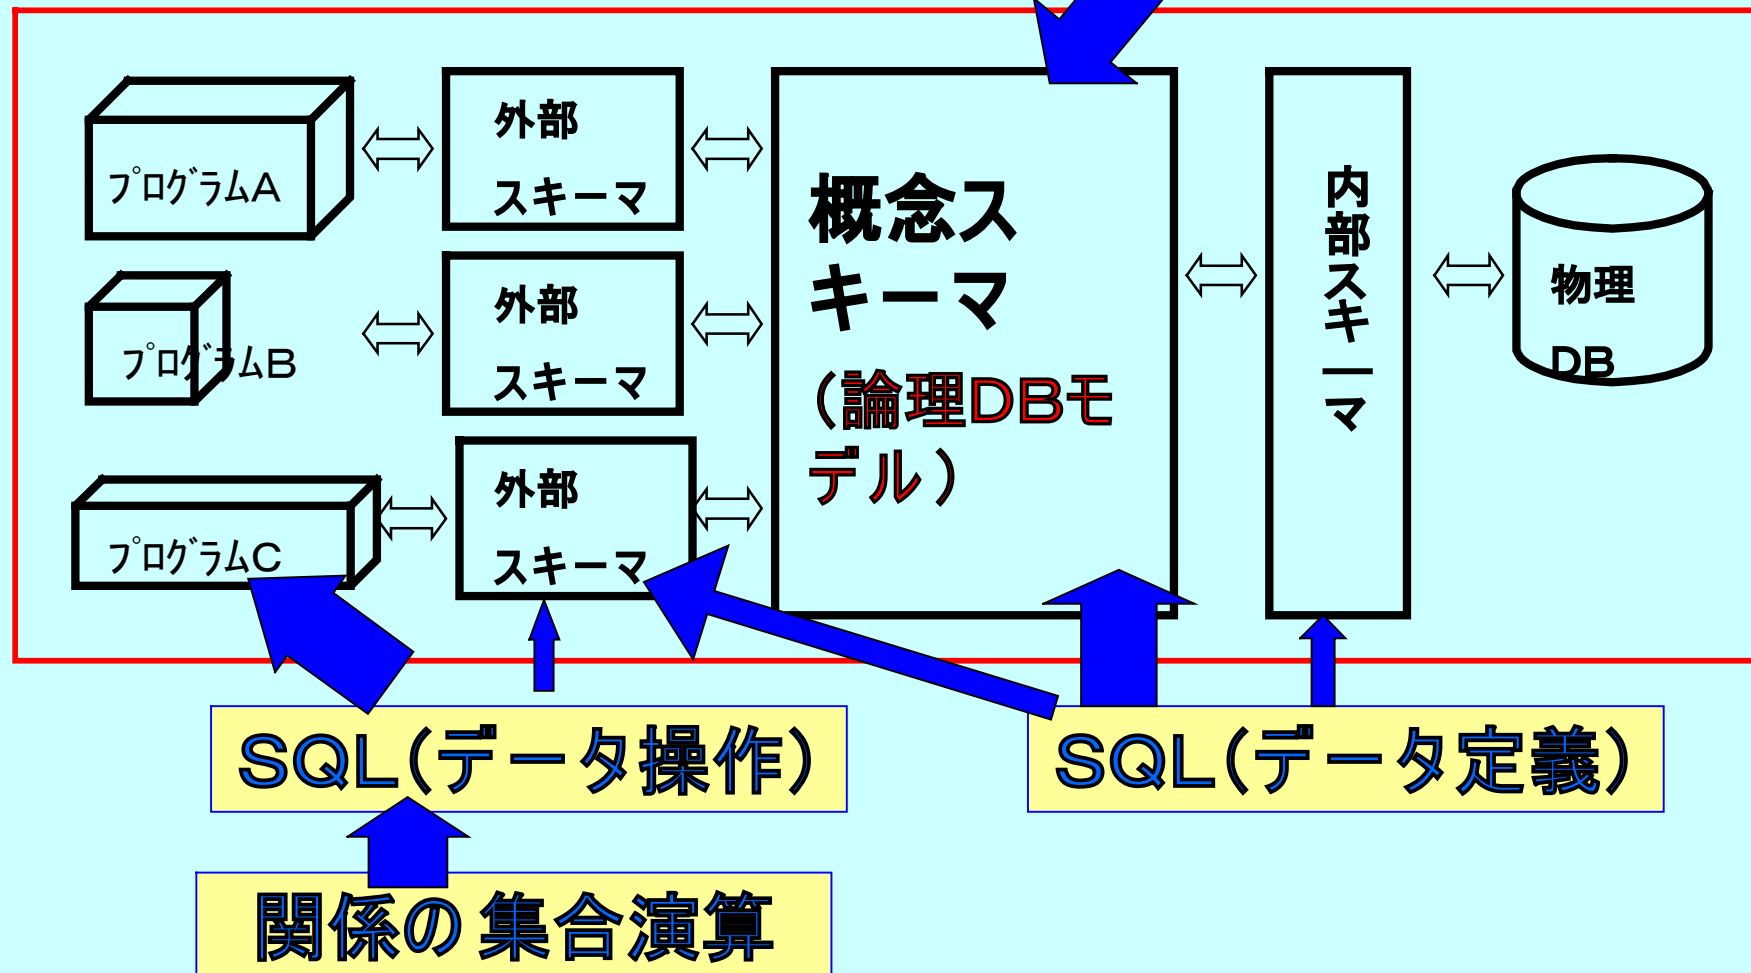 プログラムA
外部
スキーマ
プログラムB
外部
スキーマ
プログラムC
外部
スキーマ
概念ス
キーマ
（論理DBモ
デル）
内部スキーマ
物理
DB
SQL（データ操作）
SQL（データ定義）
関係の集合演算